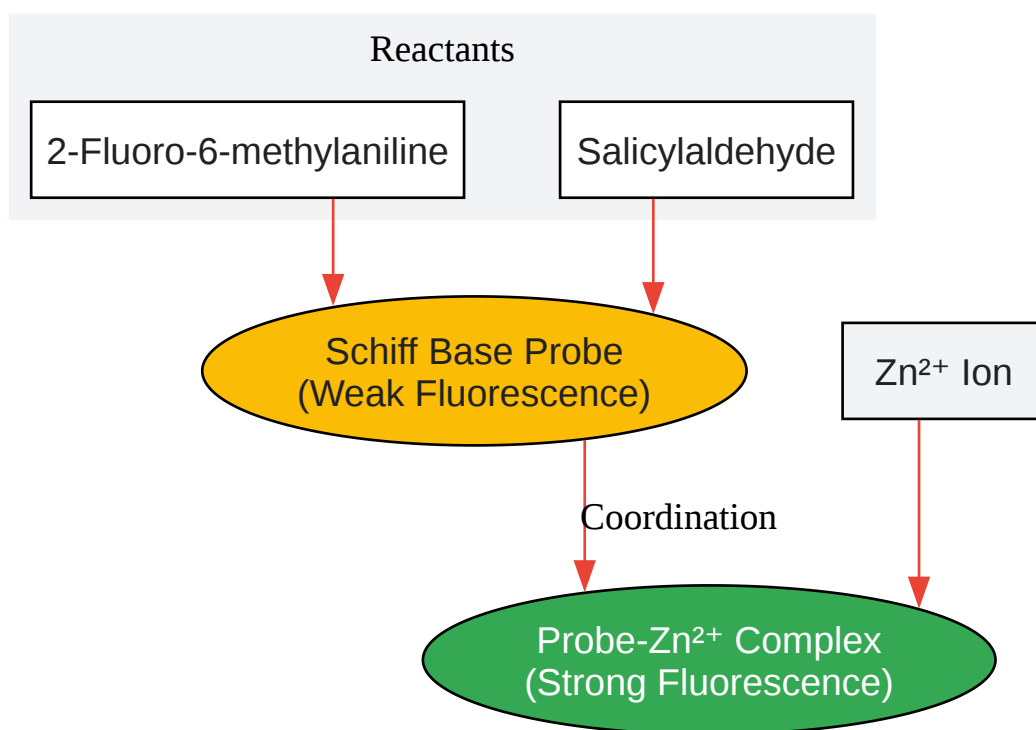 Reactants
2-Fluoro-6-methylaniline
Salicylaldehyde
Schiff Base Probe
(Weak Fluorescence)
Zn²⁺ Ion
Coordination
Probe-Zn²⁺ Complex
(Strong Fluorescence)